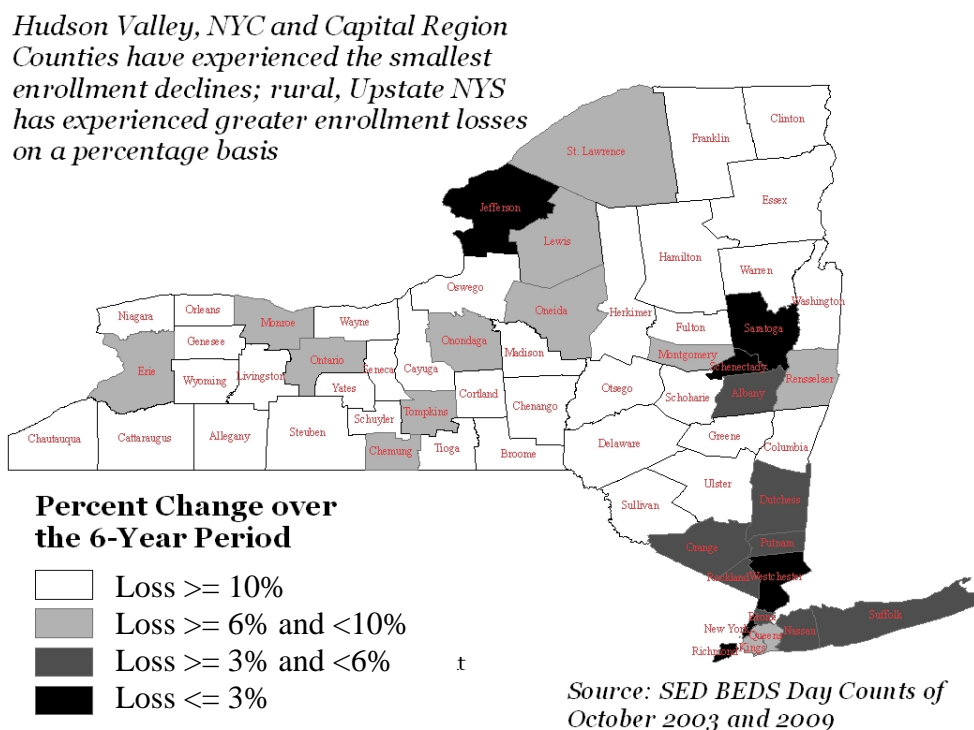 Hudson Valley, NYC and Capital Region
Counties have experienced the smallest
enrollment declines; rural, Upstate NYS
has experienced greater enrollment losses
on a percentage basis
Clinton
Franklin
St. Lawrence
Essex
Jefferson
Lewis
Hamilton
Warren
Oswego
Washington
Oneida
Herkimer
Orleans
Niagara
Monroe
Wayne
Saratoga
Fulton
Genesee
Onondaga
Madison
Montgomery
Ontario
Seneca
Cayuga
Schenectady
Erie
Wyoming
Livingston
Yates
Cortland
Otsego
Schoharie
Albany
Rensselaer
Chenango
Tompkins
Schuyler
Chautauqua
Cattaraugus
Allegany
Steuben
Chemung
Tioga
Broome
Delaware
Greene
Columbia
Ulster
Sullivan
Dutchess
Orange
Putnam
Rockland
Westchester
Bronx
Suffolk
New York
Queens
Nassau
Kings
Richmond
Percent Change over
the 6-Year Period
Loss >= 10%
Loss >= 6% and <10%
Loss >= 3% and <6%
t
Loss <= 3%
Source: SED BEDS Day Counts of
October 2003 and 2009